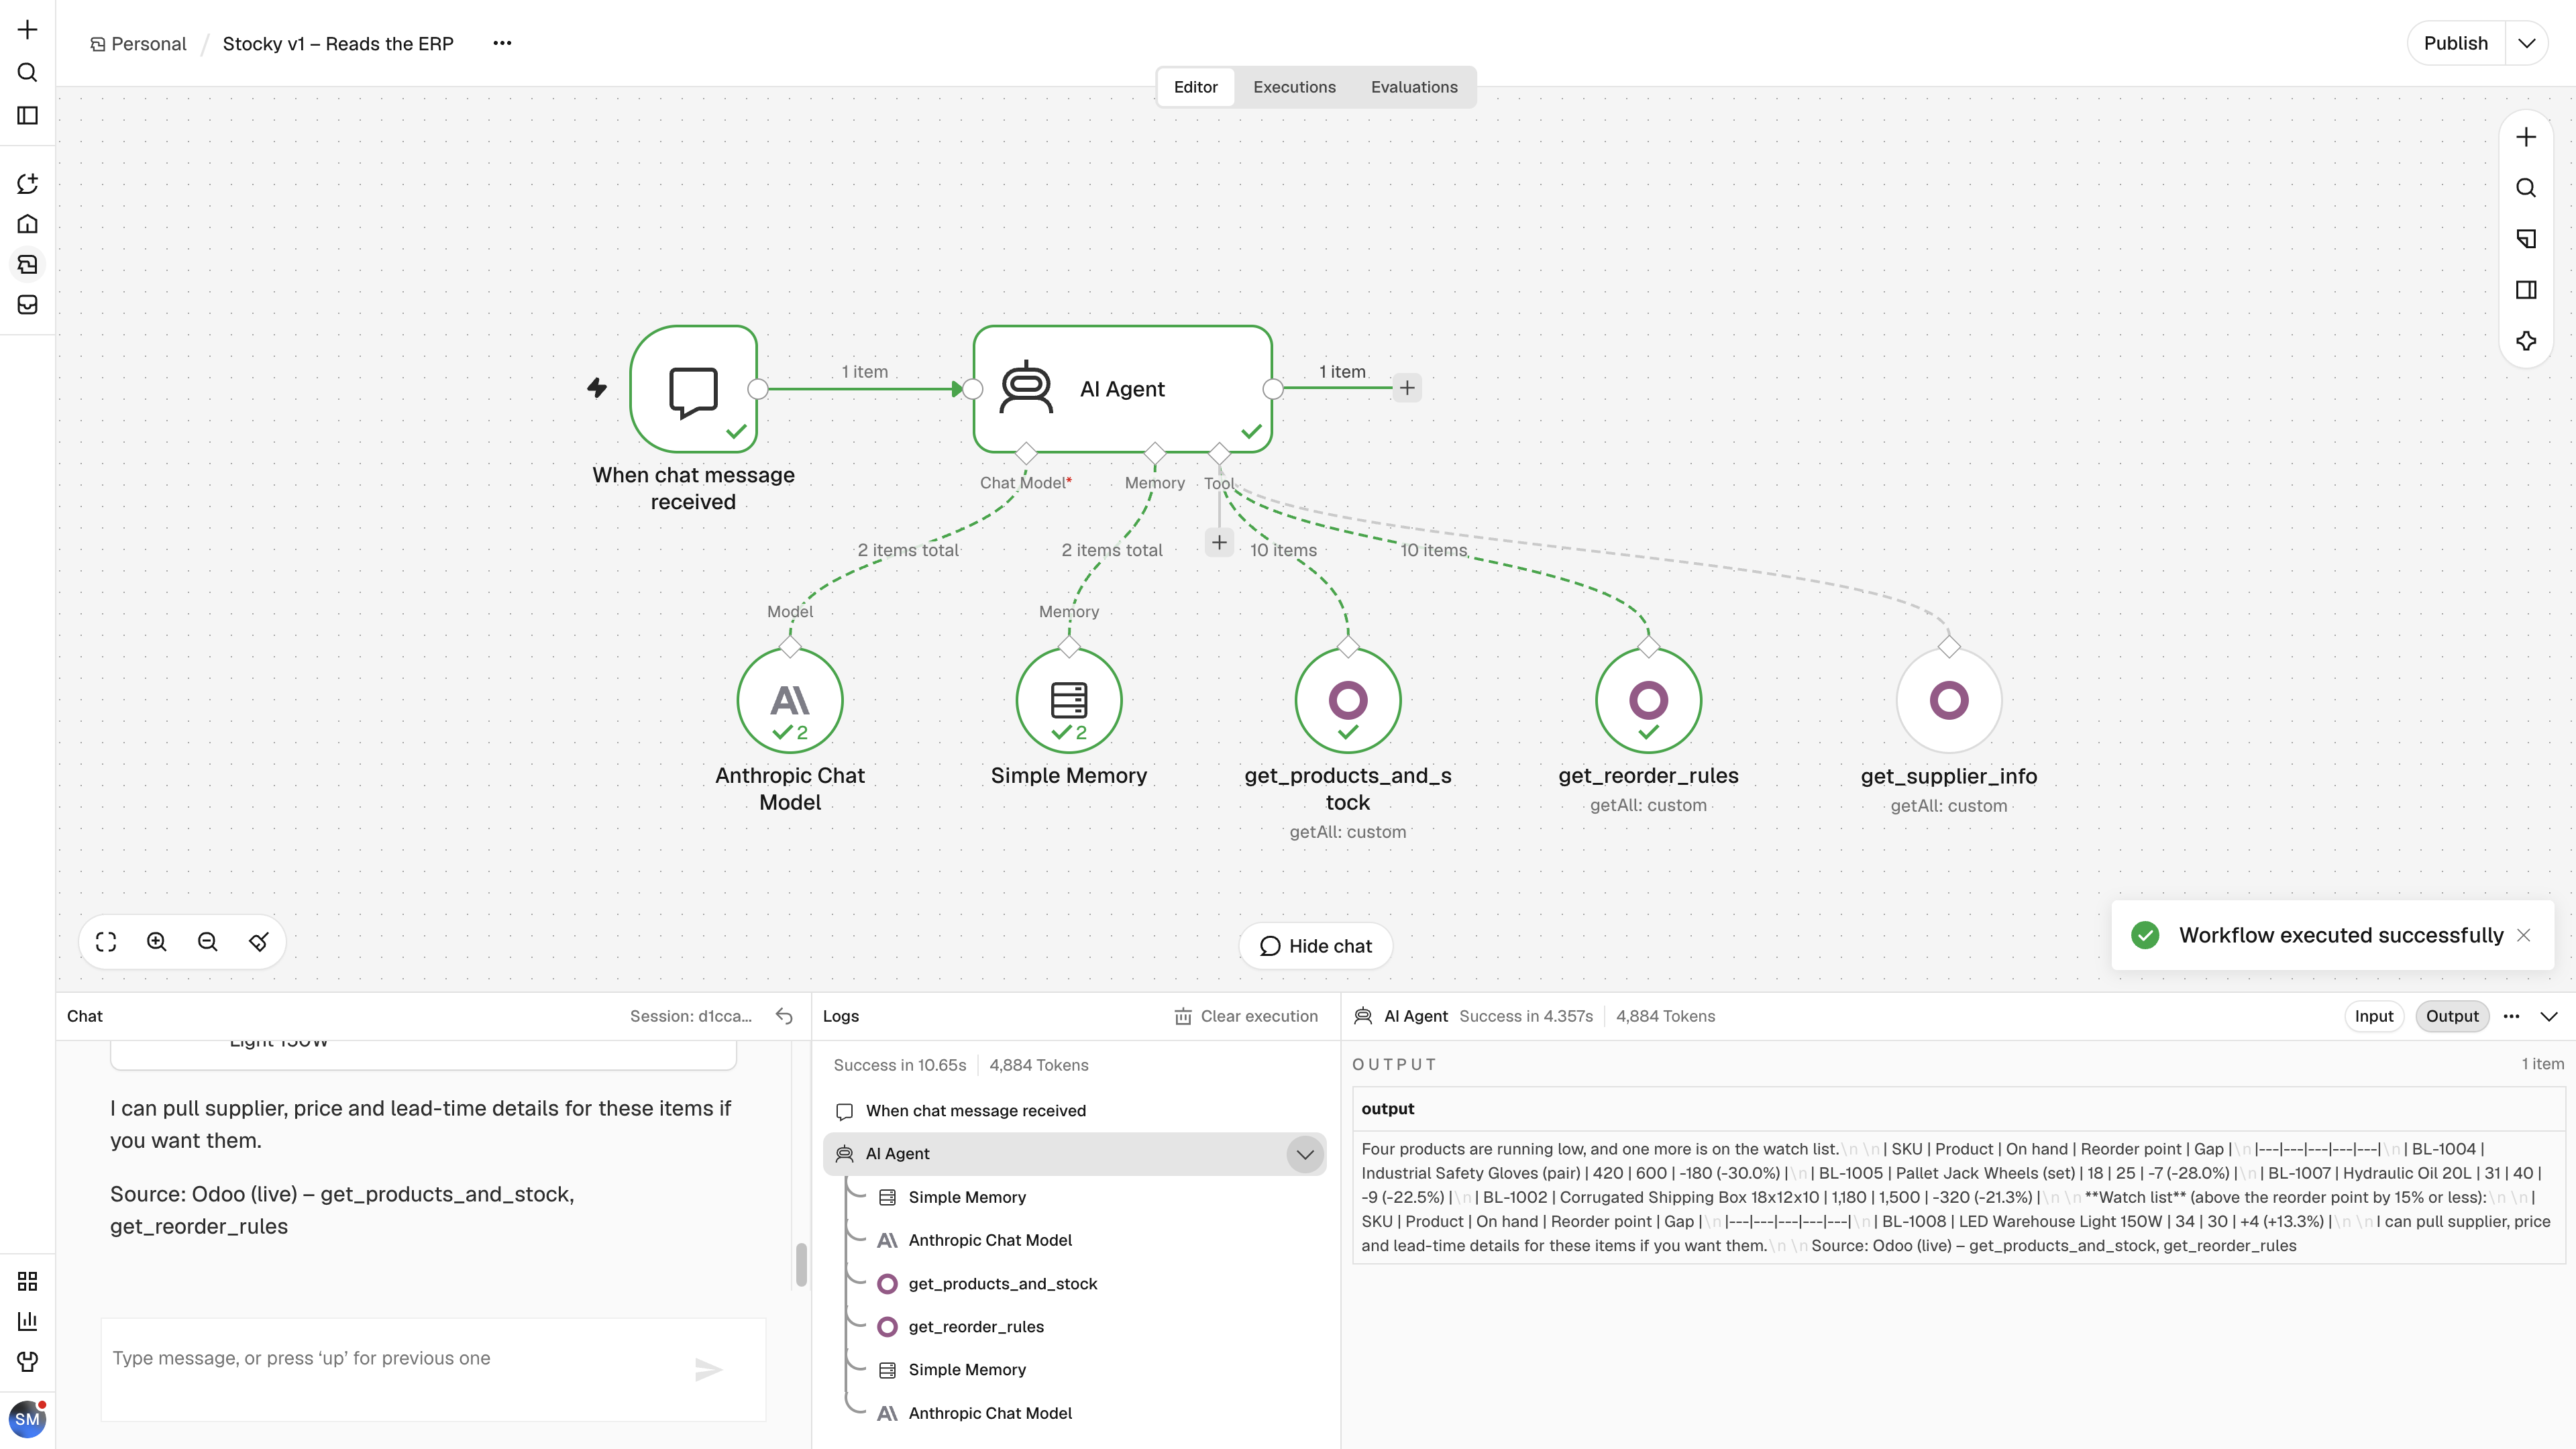 Personal / Stocky v1 – Reads the ERP
Publish
Editor
Executions
Evaluations
1 item
AI Agent
1 item
When chat message
received
Chat Model*
Memory
Tool
2 items total
2 items total
10 items
10 items
Model
Memory
2
2
Anthropic Chat
Model
Simple Memory
get_products_and_s
tock
getAll: custom
get_reorder_rules
getAll: custom
get_supplier_info
getAll: custom
Hide chat
Workflow executed successfully
Chat
Session: d1cca...
Light 150W
I can pull supplier, price and lead-time details for these items if
you want them.
Source: Odoo (live) – get_products_and_stock,
get_reorder_rules
Type message, or press ‘up’ for previous one
SM
Logs
Clear execution
Success in 10.65s
4,884 Tokens
When chat message received
AI Agent
Simple Memory
Anthropic Chat Model
get_products_and_stock
get_reorder_rules
Simple Memory
Anthropic Chat Model
AI Agent
Success in 4.357s
4,884 Tokens
Input
Output
OUTPUT
1 item
output
Four products are running low, and one more is on the watch list.\n \n| SKU | Product | On hand | Reorder point | Gap |\n|---|---|---|---|---|\n| BL-1004 |
Industrial Safety Gloves (pair) | 420 | 600 | -180 (-30.0%) |\n| BL-1005 | Pallet Jack Wheels (set) | 18 | 25 | -7 (-28.0%) |\n| BL-1007 | Hydraulic Oil 20L | 31 | 40 |
-9 (-22.5%) |\n| BL-1002 | Corrugated Shipping Box 18x12x10 | 1,180 | 1,500 | -320 (-21.3%) |\n \n**Watch list** (above the reorder point by 15% or less):\n \n|
SKU | Product | On hand | Reorder point | Gap |\n|---|---|---|---|---|\n| BL-1008 | LED Warehouse Light 150W | 34 | 30 | +4 (+13.3%) |\n \nI can pull supplier, price
and lead-time details for these items if you want them.\n \nSource: Odoo (live) – get_products_and_stock, get_reorder_rules